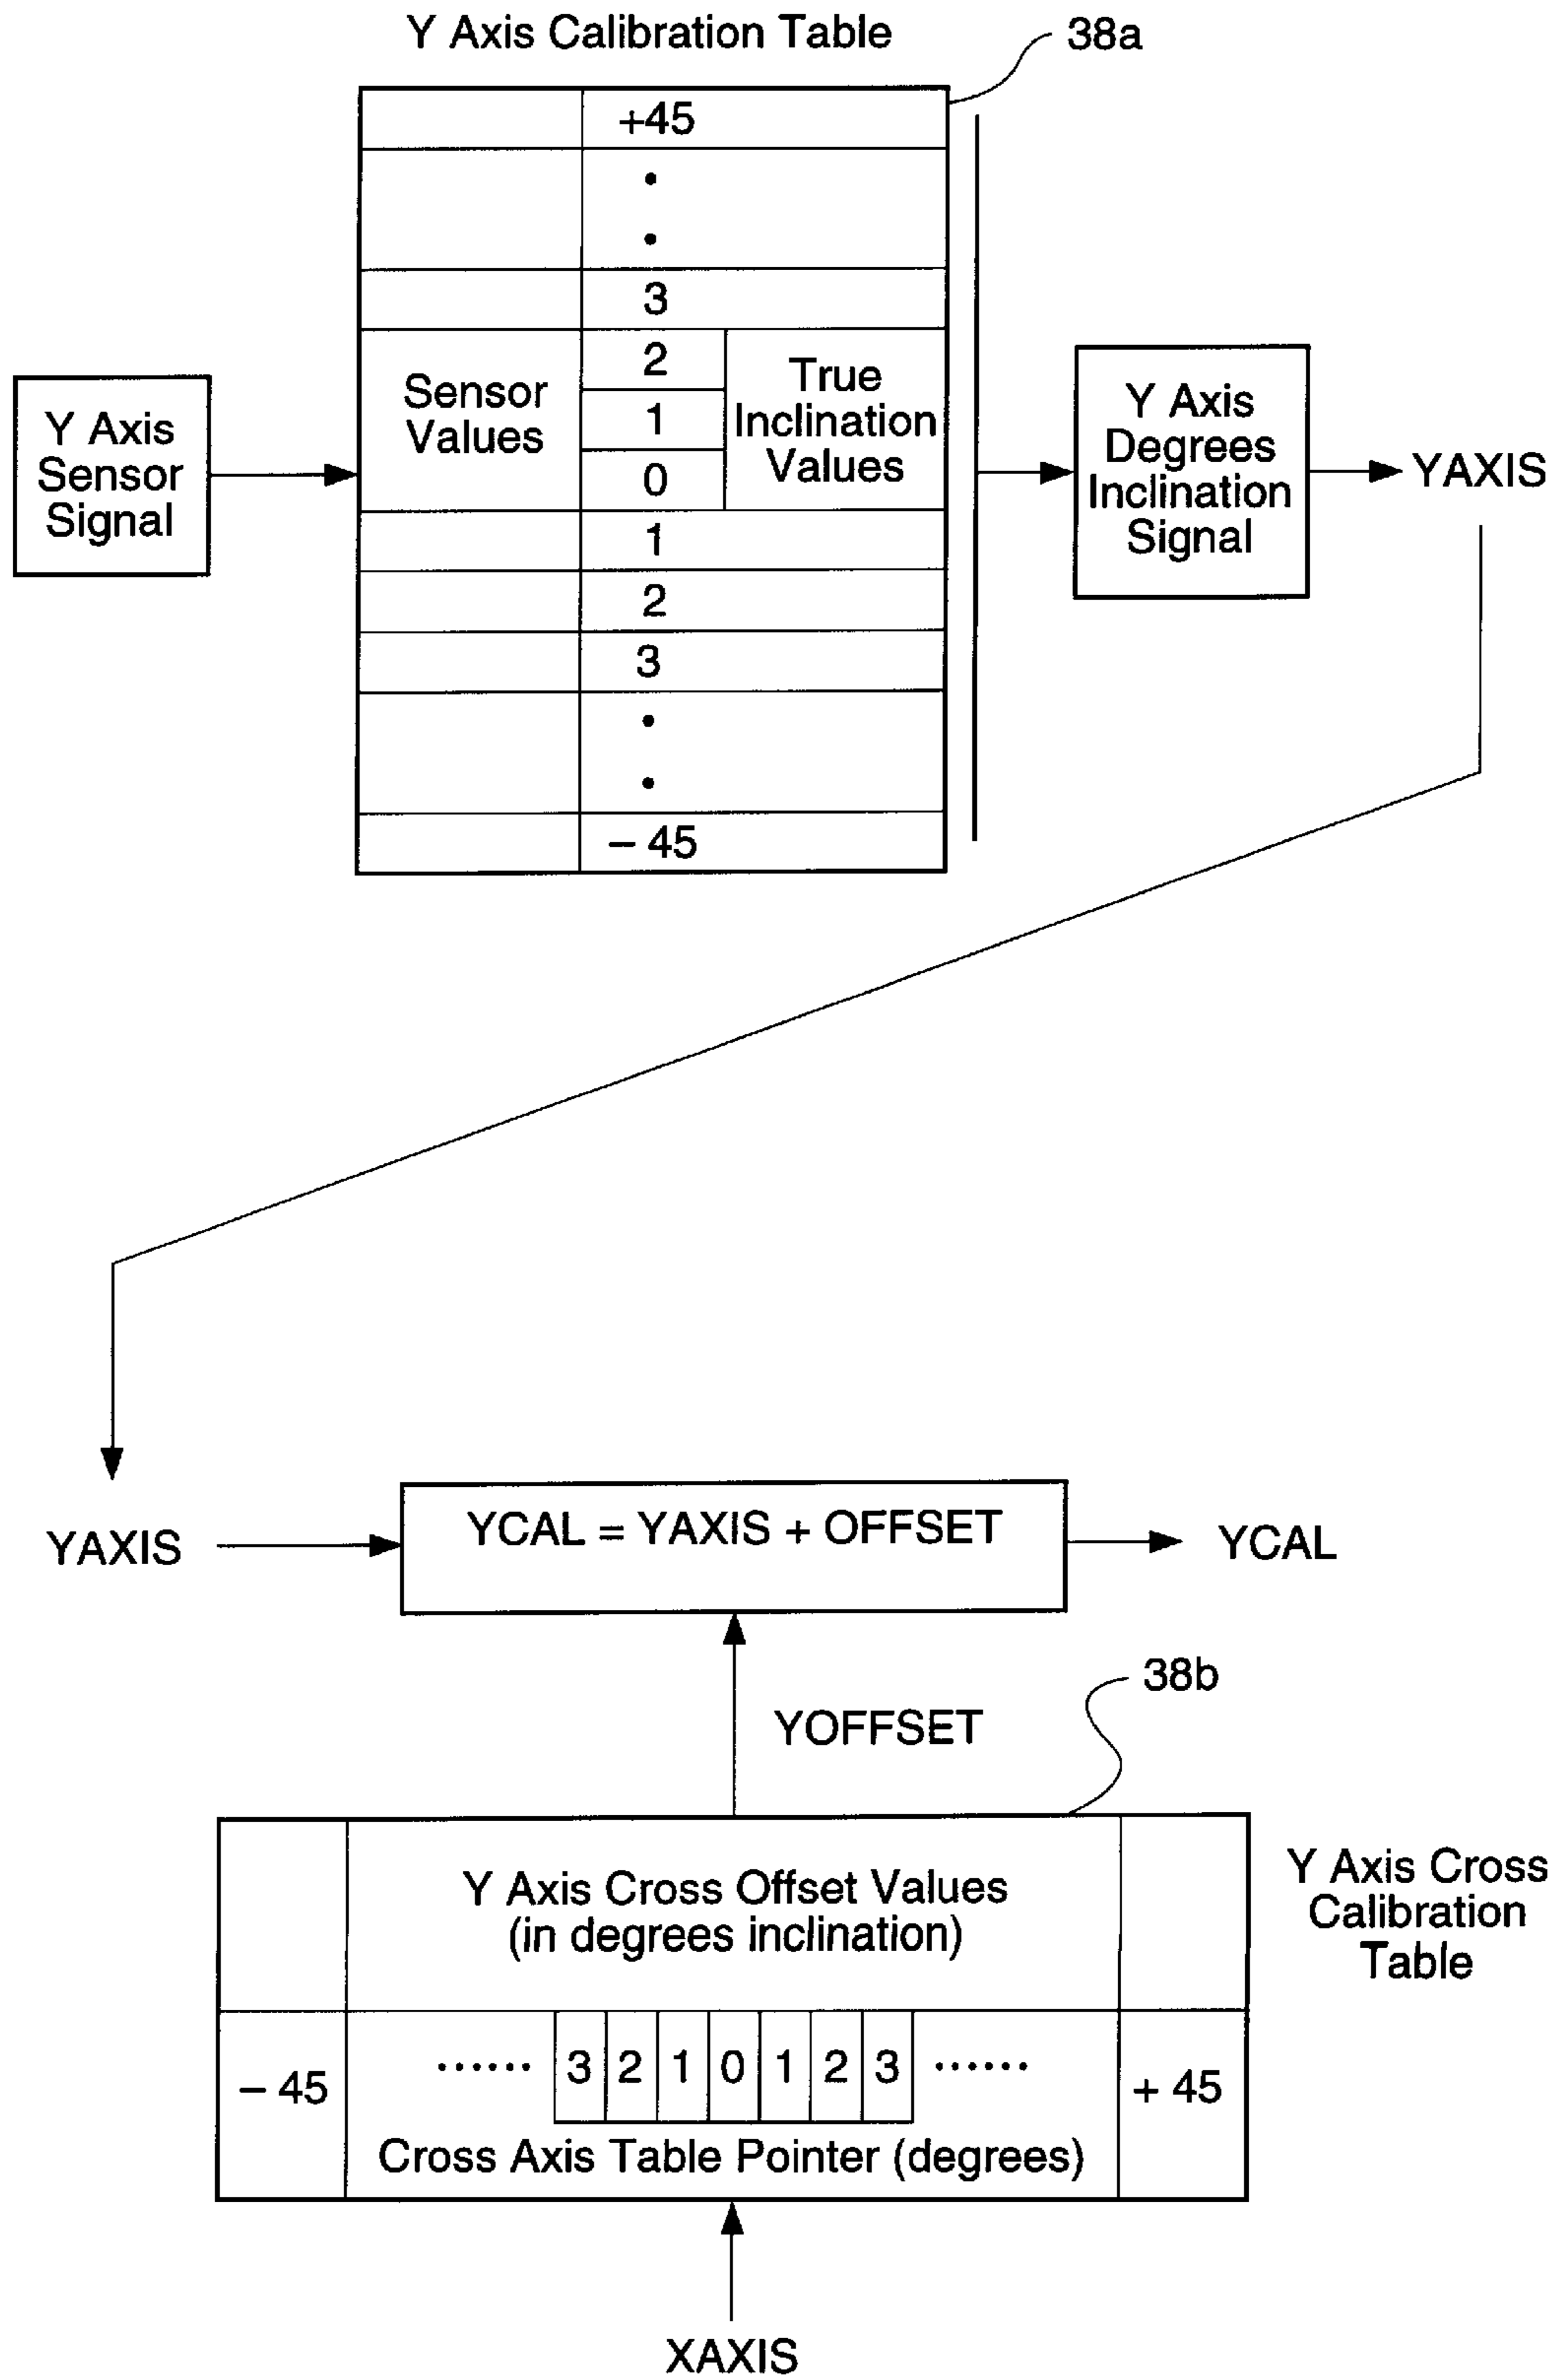 Y Axis Calibration Table
38a
+45
•
•
3
2
1
0
1
2
3
•
•
– 45
Sensor
Values
True
Inclination
Values
Y Axis
Sensor
Signal
Y Axis
Degrees
Inclination
Signal
YAXIS
YAXIS
YCAL = YAXIS + OFFSET
YCAL
YOFFSET
38b
Y Axis Cross Offset Values
(in degrees inclination)
Y Axis Cross
Calibration
Table
– 45
...... 3 2 1 0 1 2 3 ......
+ 45
Cross Axis Table Pointer (degrees)
XAXIS